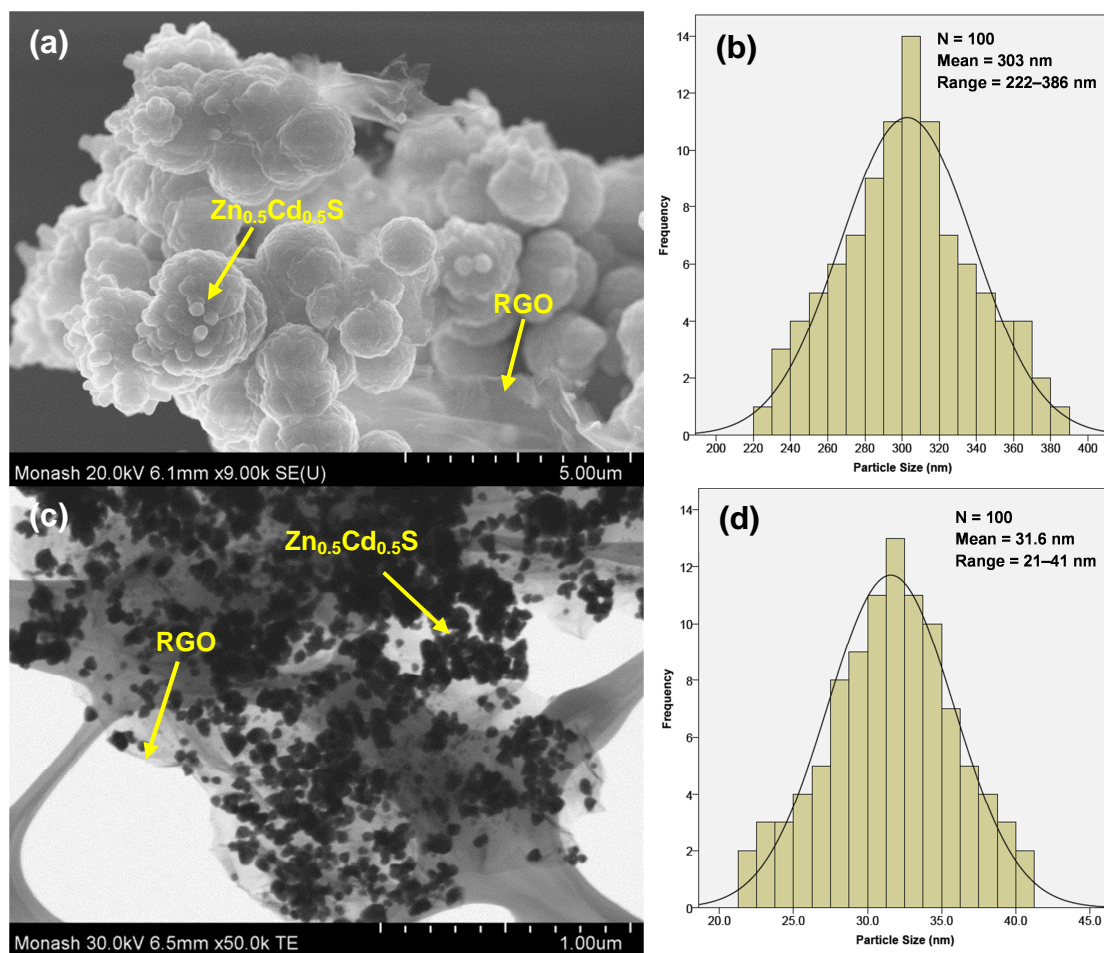 (a)
Zn0.5Cd0.5S
RGO
Monash 20.0kV 6.1mm x9.00k SE(U)
5.00um
(b)
N = 100
Mean = 303 nm
Range = 222–386 nm
14
12
10
8
6
4
2
0
Frequency
200 220 240 260 280 300 320 340 360 380 400
Particle Size (nm)
(c)
Zn0.5Cd0.5S
RGO
Monash 30.0kV 6.5mm x50.0k TE
1.00um
(d)
N = 100
Mean = 31.6 nm
Range = 21–41 nm
14
12
10
8
6
4
2
0
Frequency
20.0 25.0 30.0 35.0 40.0 45.0
Particle Size (nm)